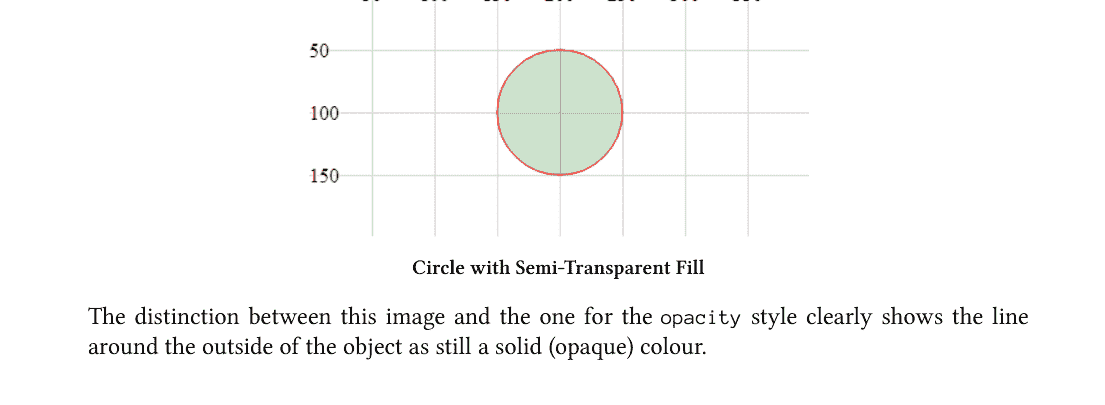 50
100
150
Circle with Semi-Transparent Fill
The distinction between this image and the one for the opacity style clearly shows the line
around the outside of the object as still a solid (opaque) colour.